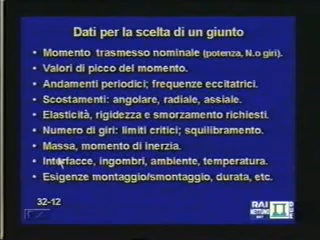 Dati per la scelta di un giunto
• Momento trasmesso nominale (potenza, N.o giri).
• Valori di picco del momento.
• Andamenti periodici; frequenze eccitatrici.
• Scostamenti: angolare, radiale, assiale.
• Elasticità, rigidezza e smorzamento richiesti.
• Numero di giri: limiti critici; squilibramento.
• Massa, momento di inerzia.
• Interfacce, ingombri, ambiente, temperatura.
• Esigenze montaggio/smontaggio, durata, etc.
32-12
RAI
NETTUNO
SAT